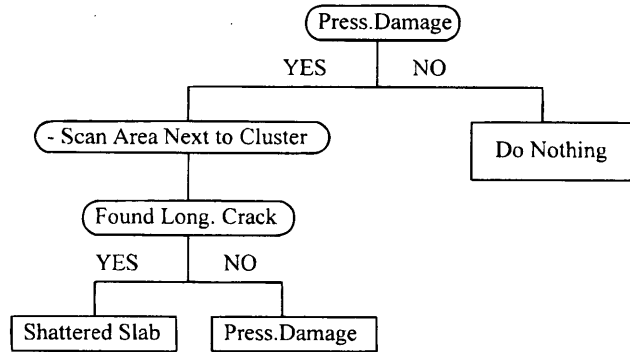 Press.Damage
YES
NO
- Scan Area Next to Cluster
Do Nothing
Found Long. Crack
YES
NO
Shattered Slab
Press.Damage